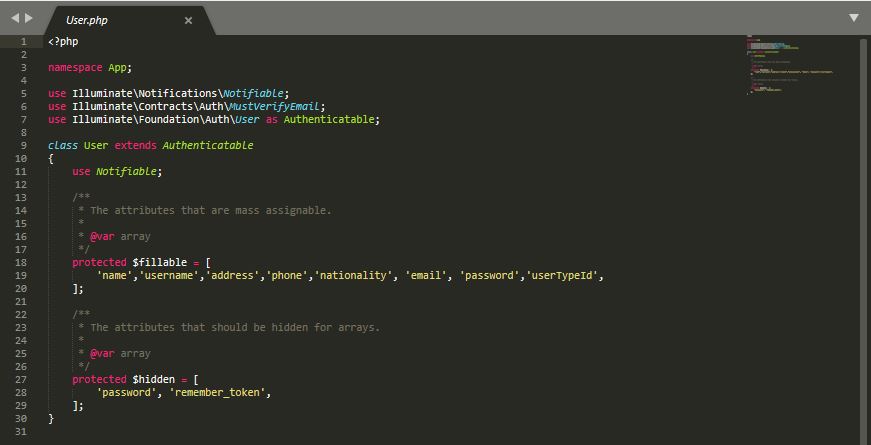 User.php
1 <?php
2
3 namespace App;
4
5 use Illuminate\Notifications\Notifiable;
6 use Illuminate\Contracts\Auth\MustVerifyEmail;
7 use Illuminate\Foundation\Auth\User as Authenticatable;
8
9 class User extends Authenticatable
10 {
11     use Notifiable;
12
13     /**
14      * The attributes that are mass assignable.
15      *
16      * @var array
17      */
18     protected $fillable = [
19         'name','username','address','phone','nationality', 'email', 'password','userTypeId',
20     ];
21
22     /**
23      * The attributes that should be hidden for arrays.
24      *
25      * @var array
26      */
27     protected $hidden = [
28         'password', 'remember_token',
29     ];
30 }
31